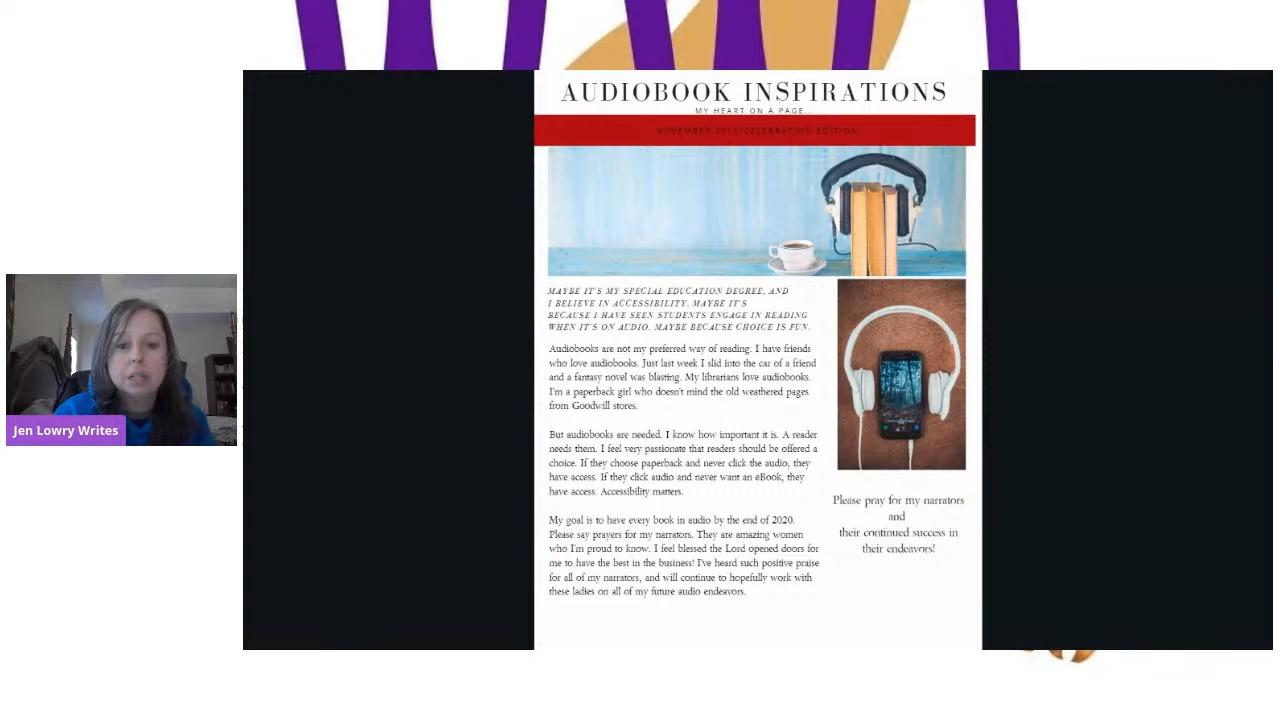 AUDIOBOOK INSPIRATIONS
MY HEART ON A PAGE...
NOVEMBER 2019|CELEBRATION EDITION
MAYBE IT'S MY SPECIAL EDUCATION DEGREE, AND
I BELIEVE IN ACCESSIBILITY. MAYBE IT'S
BECAUSE I HAVE SEEN STUDENTS ENGAGE IN READING
WHEN IT'S ON AUDIO. MAYBE BECAUSE CHOICE IS FUN.
Audiobooks are not my preferred way of reading. I have friends
who love audiobooks. Just last week I slid into the car of a friend
and a fantasy novel was blasting. My librarians love audiobooks.
I'm a paperback girl who doesn't mind the old weathered pages
from Goodwill stores.
But audiobooks are needed. I know how important it is. A reader
needs them. I feel very passionate that readers should be offered a
choice. If they choose paperback and never click the audio, they
have access. If they click audio and never want an eBook, they
have access. Accessibility matters.
My goal is to have every book in audio by the end of 2020.
Please say prayers for my narrators. They are amazing women
who I'm proud to know. I feel blessed the Lord opened doors for
me to have the best in the business! I've heard such positive praise
for all of my narrators, and will continue to hopefully work with
these ladies on all of my future audio endeavors.
Please pray for my narrators
and
their continued success in
their endeavors!
Jen Lowry Writes